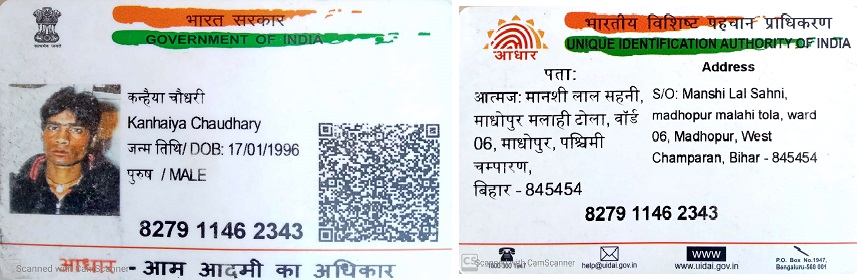 भारत सरकार
GOVERNMENT OF INDIA
कन्हैया चौधरी
Kanhaiya Chaudhary
जन्म तिथि/ DOB: 17/01/1996
पुरुष / MALE
8279 1146 2343
आधार - आम आदमी का अधिकार
Scanned with CamScanner
भारतीय विशिष्ट पहचान प्राधिकरण
UNIQUE IDENTIFICATION AUTHORITY OF INDIA
आधार
पता:
आत्मज: मानशी लाल सहनी,
माधोपुर मलाही टोला, वॉर्ड
06, माधोपुर, पश्चिमी
चम्पारण,
बिहार - 845454
Address
S/O: Manshi Lal Sahni,
madhopur malahi tola, ward
06, Madhopur, West
Champaran, Bihar - 845454
8279 1146 2343
CS Scanned with CamScanner
help@uidai.gov.in
WWW
www.uidai.gov.in
P.O. Box No.1947,
Bengaluru-560 001